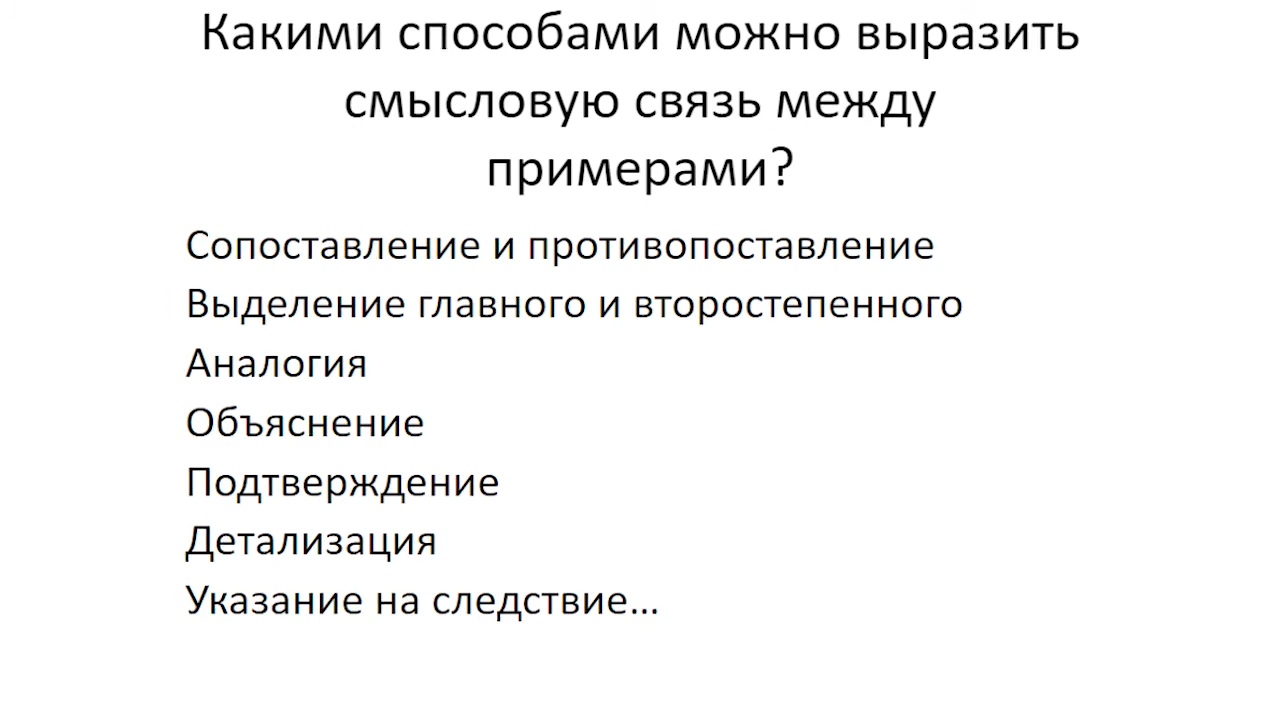 Какими способами можно выразить
смысловую связь между
примерами?
Сопоставление и противопоставление
Выделение главного и второстепенного
Аналогия
Объяснение
Подтверждение
Детализация
Указание на следствие...